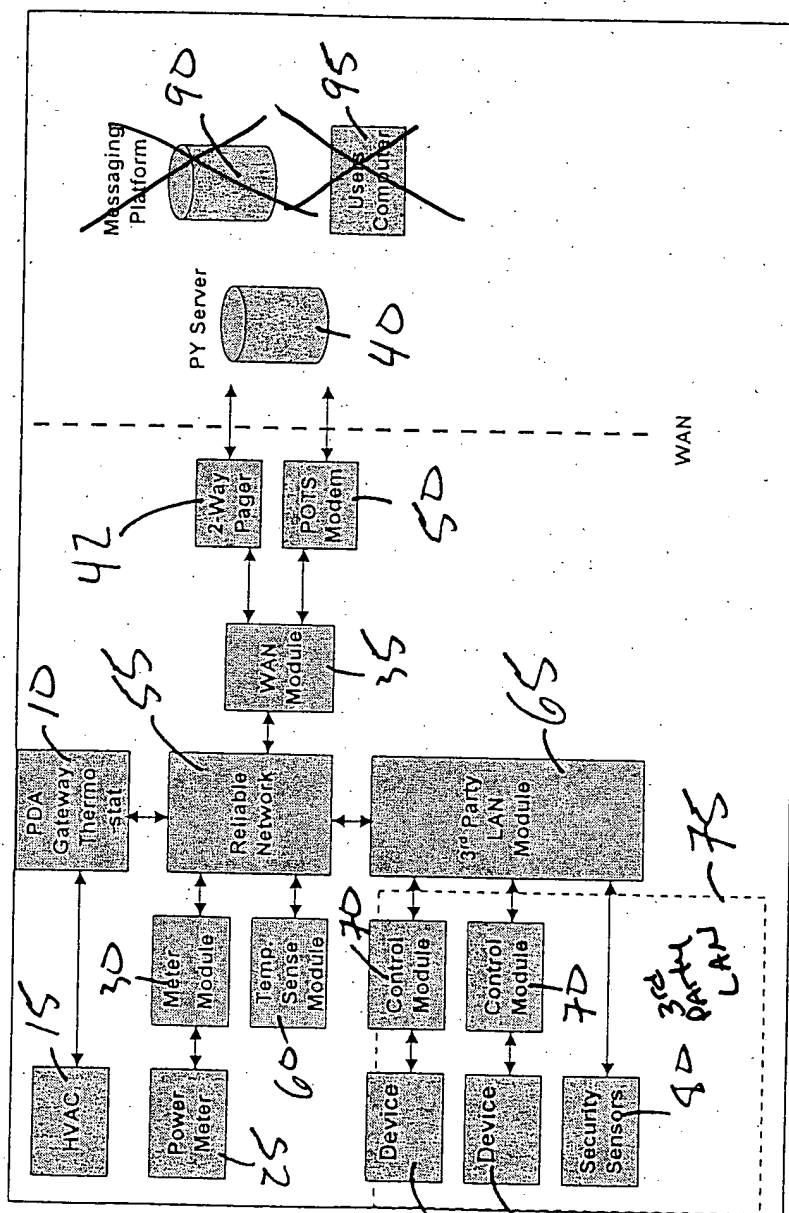 HVAC
15
PDA
Gateway
Thermo
stat
10
Power
Meter
25
Meter
Module
30
Temp.
Sense
Module
60
Reliable
Network
55
WAN
Module
35
2-Way
Pager
42
POTS
Modem
50
PY Server
40
Messaging
Platform
90
Users
Computer
95
WAN
Device
Control
Module
70
Device
Control
Module
70
Security
Sensors
80
3rd Party
LAN
Module
65
3rd
Party
LAN
75